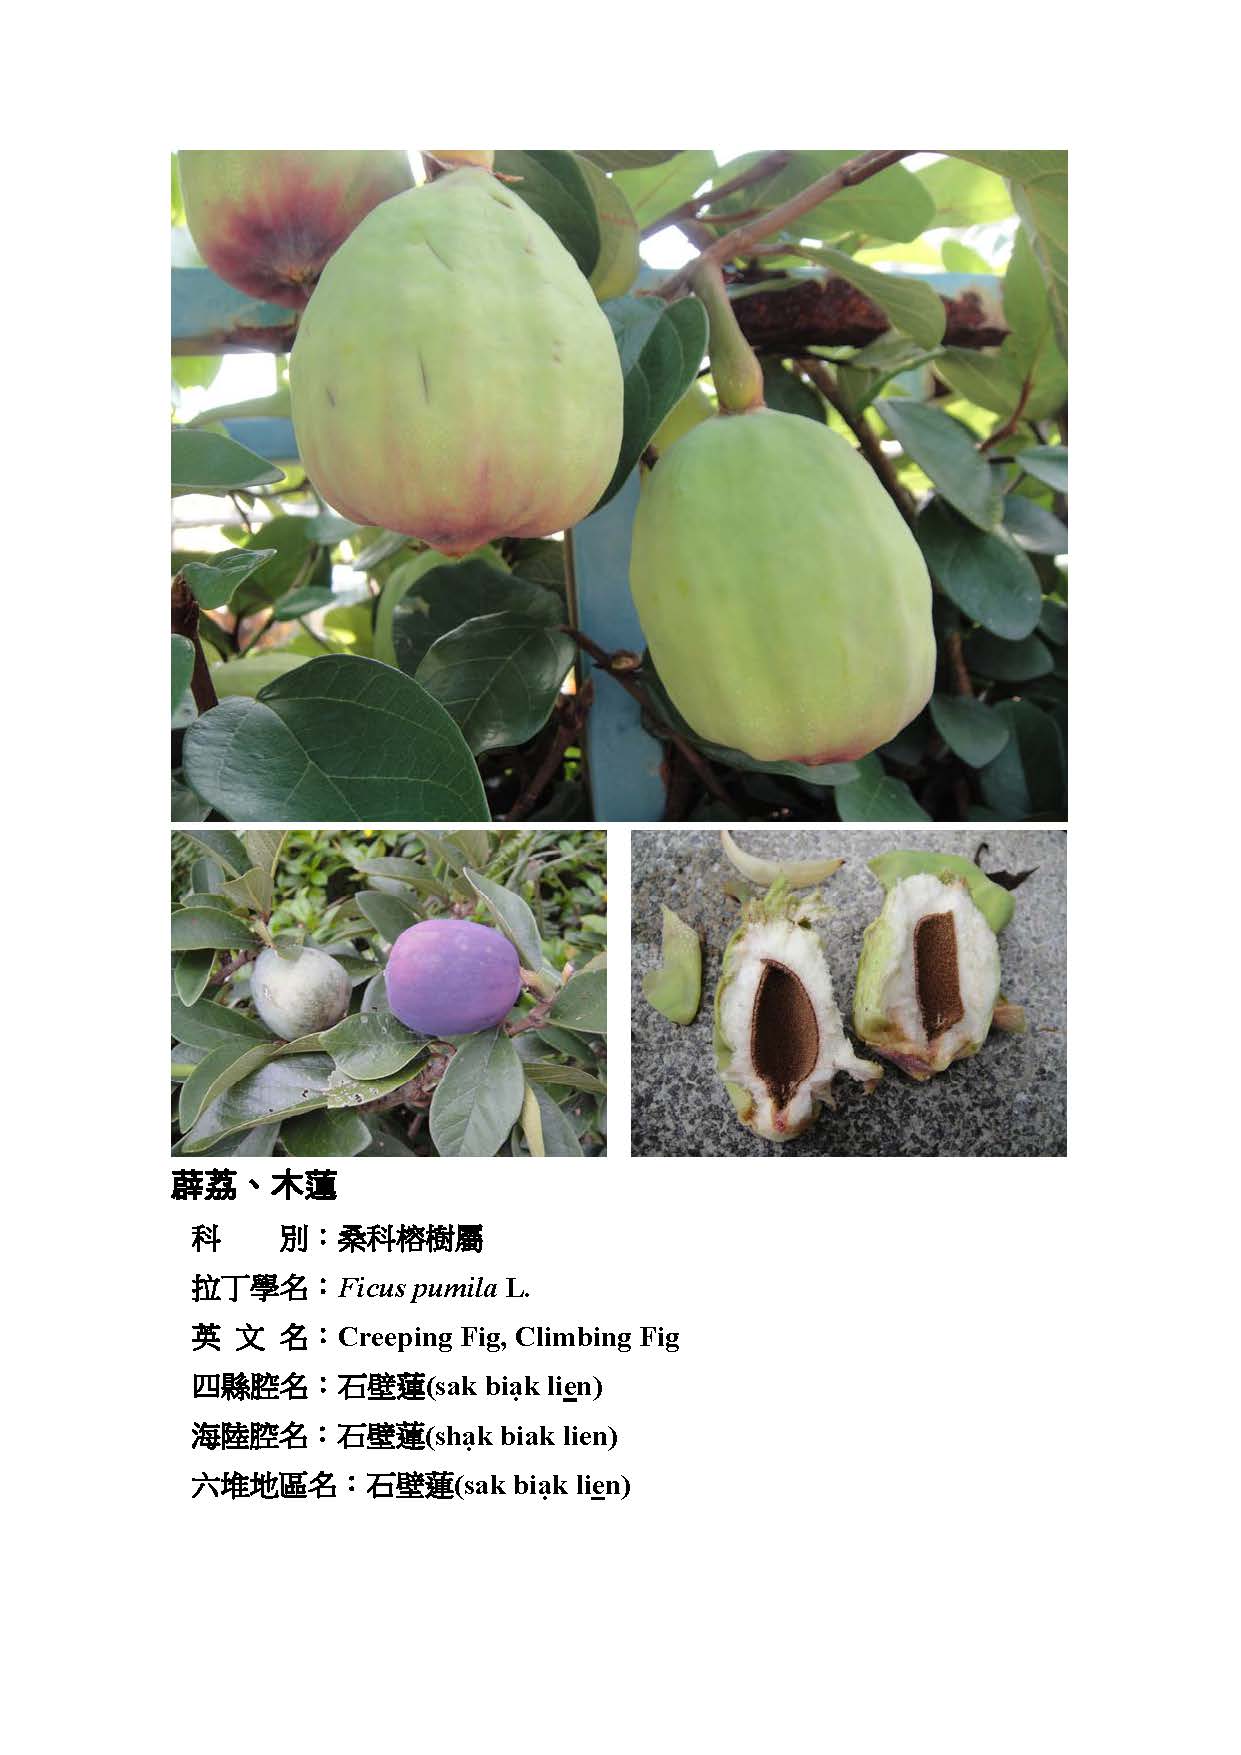 薜荔、木蓮
科　　別：桑科榕樹屬
拉丁學名：Ficus pumila L.
英 文 名：Creeping Fig, Climbing Fig
四縣腔名：石壁蓮(sak biạk lie̲n)
海陸腔名：石壁蓮(shạk biak lien)
六堆地區名：石壁蓮(sak biạk lie̲n)